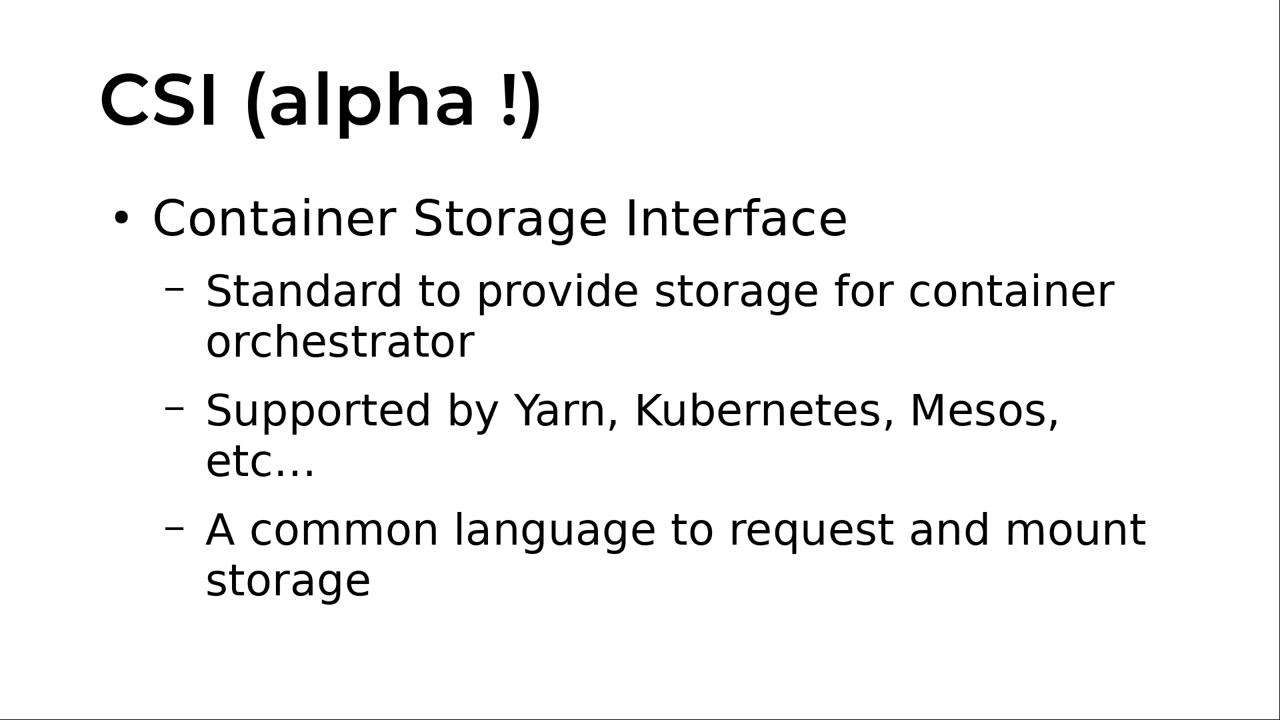 CSI (alpha !)
• Container Storage Interface
– Standard to provide storage for container
orchestrator
– Supported by Yarn, Kubernetes, Mesos,
etc…
– A common language to request and mount
storage